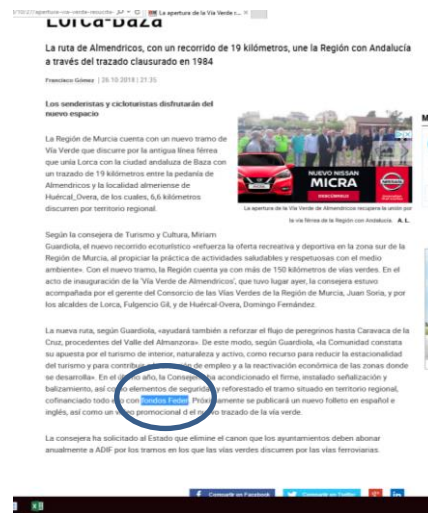 La apertura de la Vía Verde r...
Lorca-Baza
La ruta de Almendricos, con un recorrido de 19 kilómetros, une la Región con Andalucía
a través del trazado clausurado en 1984
Francisco Gómez | 26.10.2018 | 21:25
Los senderistas y cicloturistas disfrutarán del
nuevo espacio
La Región de Murcia cuenta con un nuevo tramo de
Vía Verde que discurre por la antigua línea férrea
que unía Lorca con la ciudad andaluza de Baza con
un trazado de 19 kilómetros entre la pedanía de
Almendricos y la localidad almeriense de
Huércal_Overa, de los cuales, 6,6 kilómetros
discurren por territorio regional.
NUEVO NISSAN
MICRA
La apertura de la Vía Verde de Almendricos recupera la unión por
la vía férrea de la Región con Andalucía. A. L.
Según la consejera de Turismo y Cultura, Miriam
Guardiola, el nuevo recorrido ecoturístico «refuerza la oferta recreativa y deportiva en la zona sur de la
Región de Murcia, al propiciar la práctica de actividades saludables y respetuosas con el medio
ambiente». Con el nuevo tramo, la Región cuenta ya con más de 150 kilómetros de vías verdes. En el
acto de inauguración de la 'Vía Verde de Almendricos', que tuvo lugar ayer, la consejera estuvo
acompañada por el gerente del Consorcio de las Vías Verdes de la Región de Murcia, Juan Soria, y por
los alcaldes de Lorca, Fulgencio Gil, y de Huércal-Overa, Domingo Fernández.
La nueva ruta, según Guardiola, «ayudará también a reforzar el flujo de peregrinos hasta Caravaca de la
Cruz, procedentes del Valle del Almanzora». De este modo, según Guardiola, «la Comunidad constata
su apuesta por el turismo de interior, naturaleza y activo, como recurso para reducir la estacionalidad
del turismo y para contribuir a la creación de empleo y a la reactivación económica de las zonas donde
se desarrolla». En el último año, la Consejería ha acondicionado el firme, instalado señalización y
balizamiento, así como elementos de seguridad y reforestado el tramo situado en territorio regional,
cofinanciado todo ello con fondos Feder. Próximamente se publicará un nuevo folleto en español e
inglés, así como un vídeo promocional d el nuevo trazado de la vía verde.
La consejera ha solicitado al Estado que elimine el canon que los ayuntamientos deben abonar
anualmente a ADIF por los tramos en los que las vías verdes discurren por las vías ferroviarias.
Compartir en Facebook
Compartir en Twitter